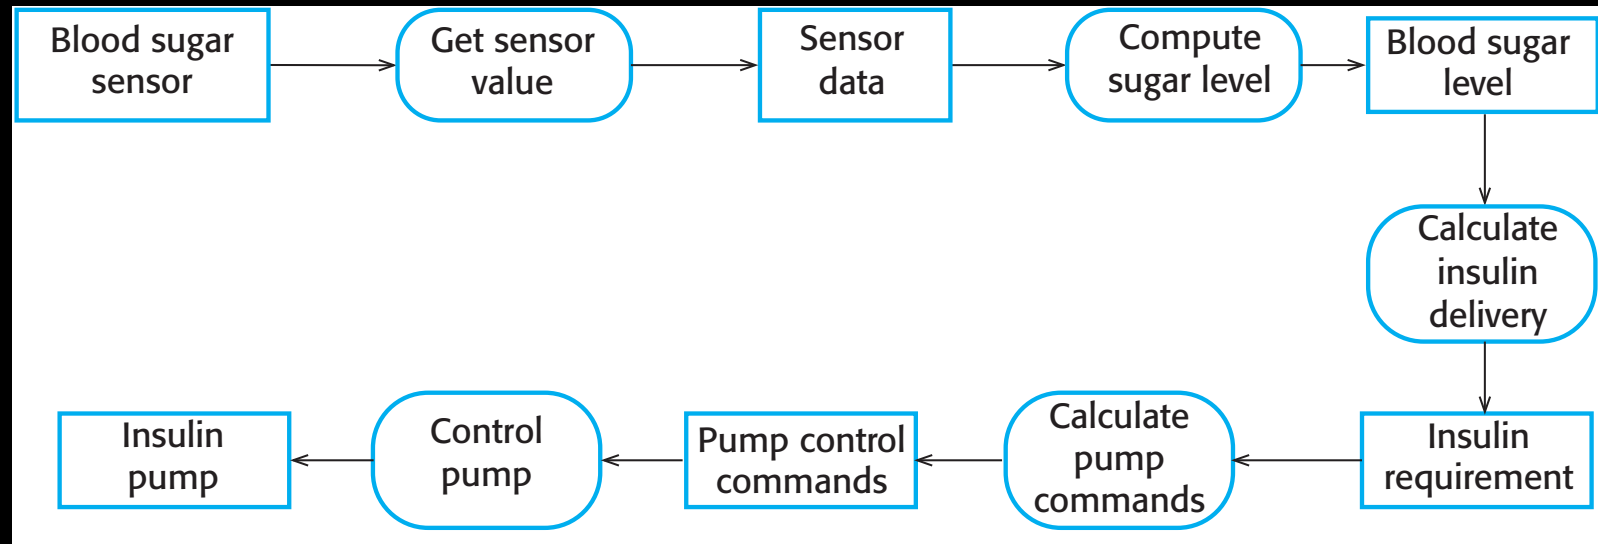 Blood sugar
sensor
Get sensor
value
Sensor
data
Compute
sugar level
Blood sugar
level
Calculate
insulin
delivery
Insulin
pump
Control
pump
Pump control
commands
Calculate
pump
commands
Insulin
requirement